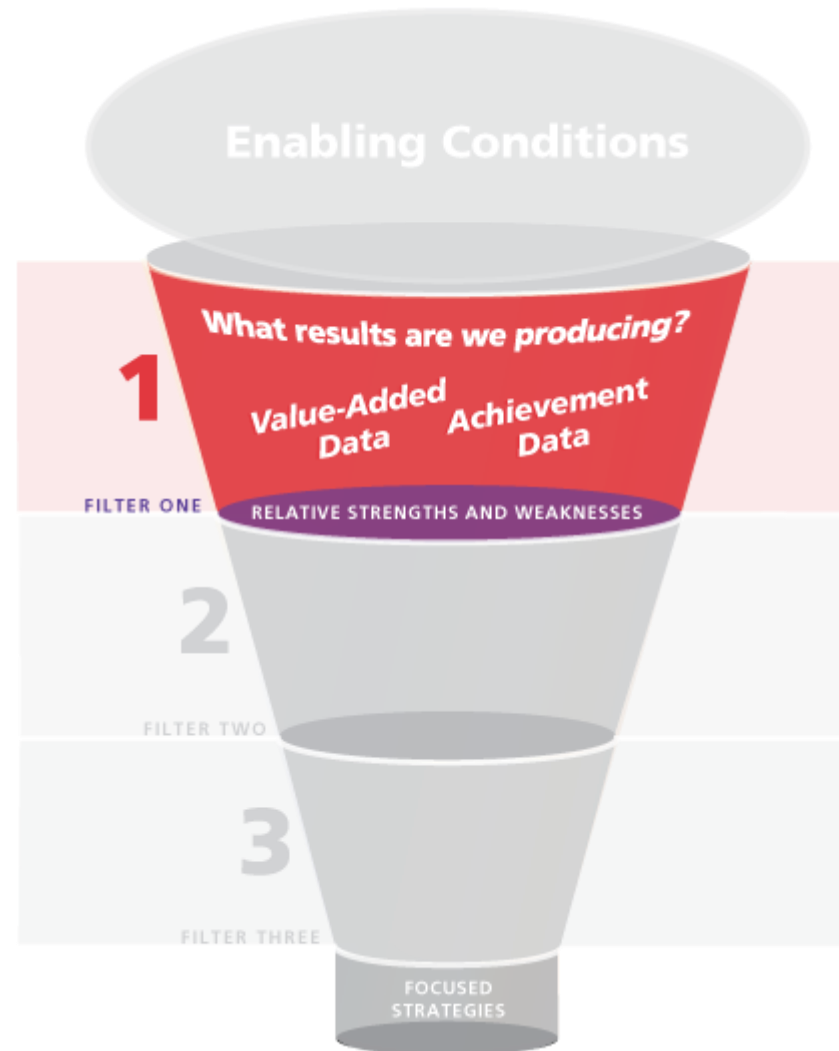 Enabling Conditions
What results are we producing?
1
Value-Added
Data
Achievement
Data
FILTER ONE
RELATIVE STRENGTHS AND WEAKNESSES
2
FILTER TWO
3
FILTER THREE
FOCUSED
STRATEGIES